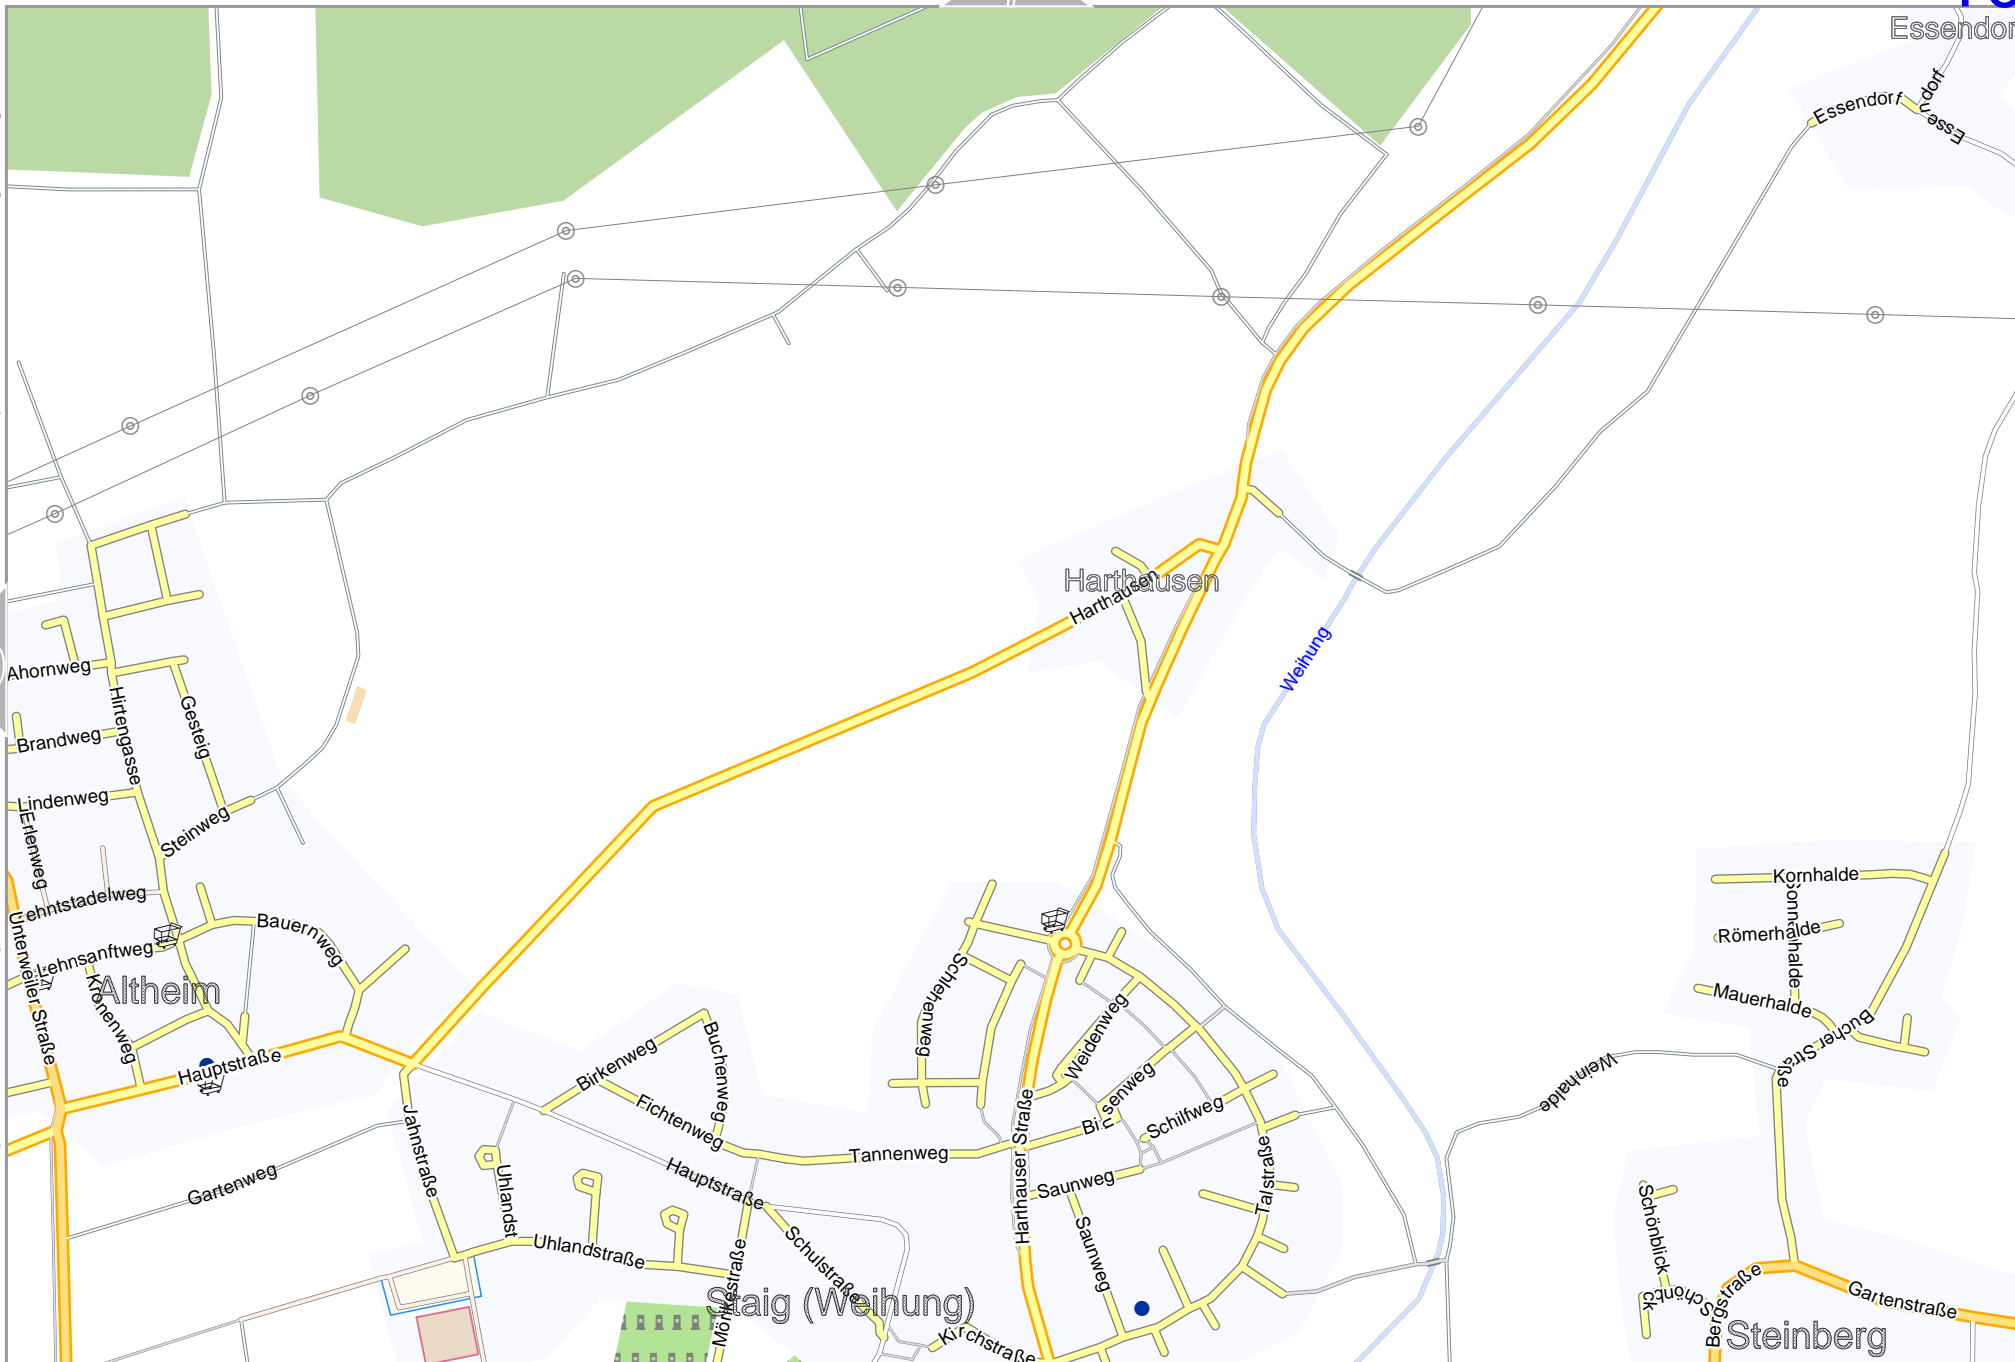 Essendorf
Essendorf
Harthausen
Harthausen
Weihung
Ahornweg
Hirtengasse
Gesteig
Brandweg
Lindenweg
Erlenweg
Steinweg
Unterweiler Straße
Lehnsanftweg
Bauernweg
Kronenweg
Altheim
Hauptstraße
Schlehenweg
Weidenweg
Birkenweg
Buchenweg
Fichtenweg
Tannenweg
Harthauser Straße
Schilfweg
Talstraße
Saunweg
Saunweg
Jahnstraße
Gartenweg
Hauptstraße
Uhlandst
Uhlandstraße
Schulstraße
Mörikestraße
Staig (Weihung)
Kirchstraße
Kornhalde
Römerhalde
Mauerhalde
Bucher Straße
Weinhalde
Schönblick
Bergstraße
Gartenstraße
Steinberg